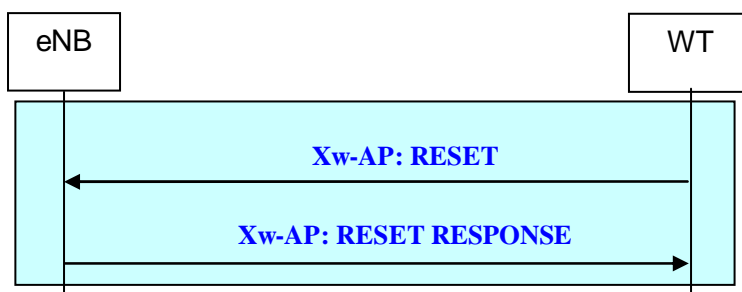 eNB
WT
Xw-AP: RESET
Xw-AP: RESET RESPONSE